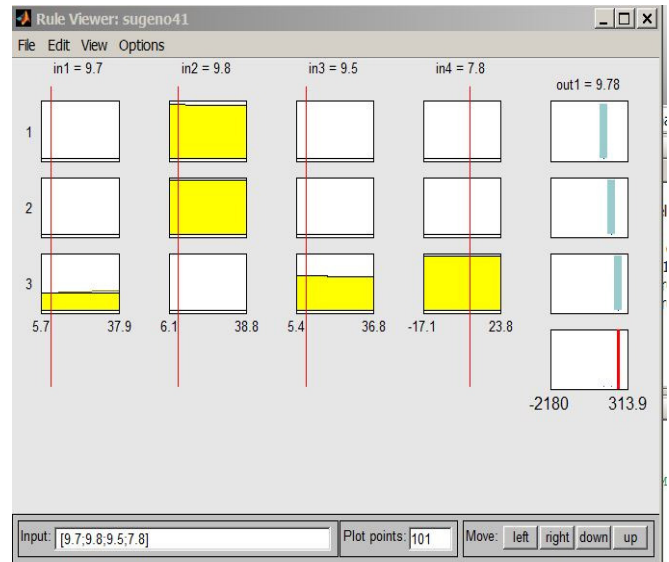 Rule Viewer: sugeno41
File Edit View Options
in1 = 9.7 in2 = 9.8 in3 = 9.5 in4 = 7.8
out1 = 9.78
1
2
3
5.7 37.9 6.1 38.8 5.4 36.8 -17.1 23.8
-2180 313.9
Input: [9.7;9.8;9.5;7.8] Plot points: 101 Move: left right down up